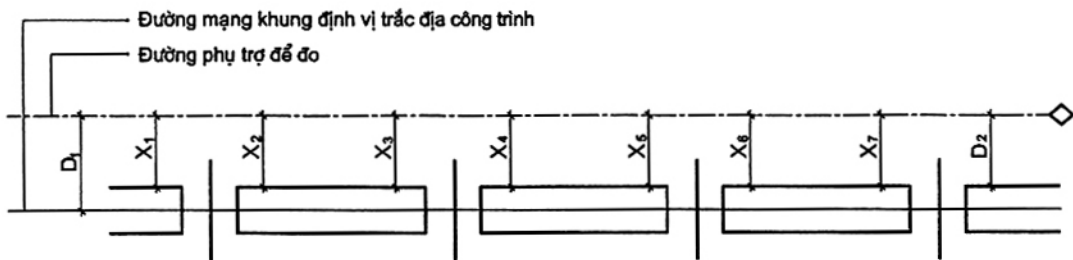 Đường mạng khung định vị trắc địa công trình
Đường phụ trợ để đo
D1 X1 X2 X3 X4 X5 X6 X7 D2